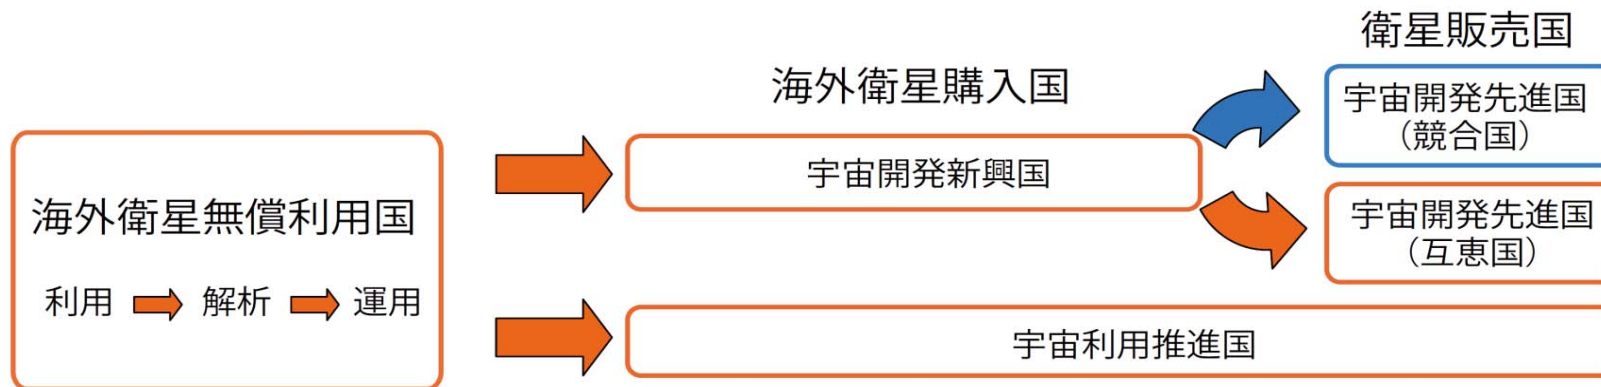 衛星販売国
海外衛星購入国
宇宙開発先進国
（競合国）
宇宙開発新興国
海外衛星無償利用国
宇宙開発先進国
（互恵国）
利用 解析 運用
宇宙利用推進国